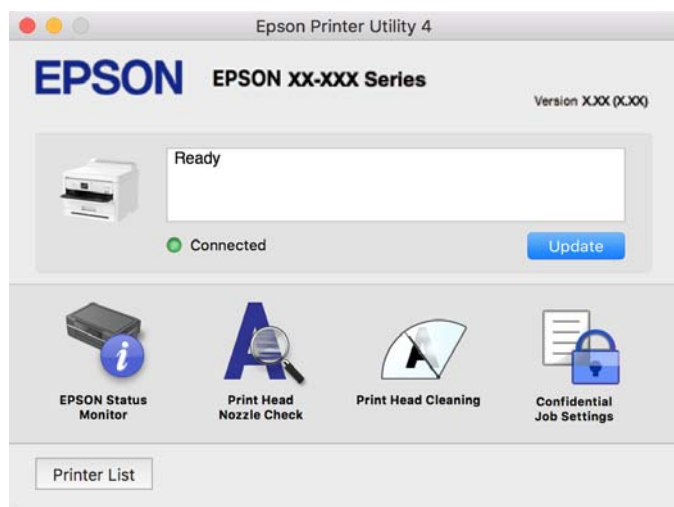 Epson Printer Utility 4
EPSON
EPSON XX-XXX Series
Version X.XX (X.XX)
Ready
Connected
Update
EPSON Status
Monitor
Print Head
Nozzle Check
Print Head Cleaning
Confidential
Job Settings
Printer List